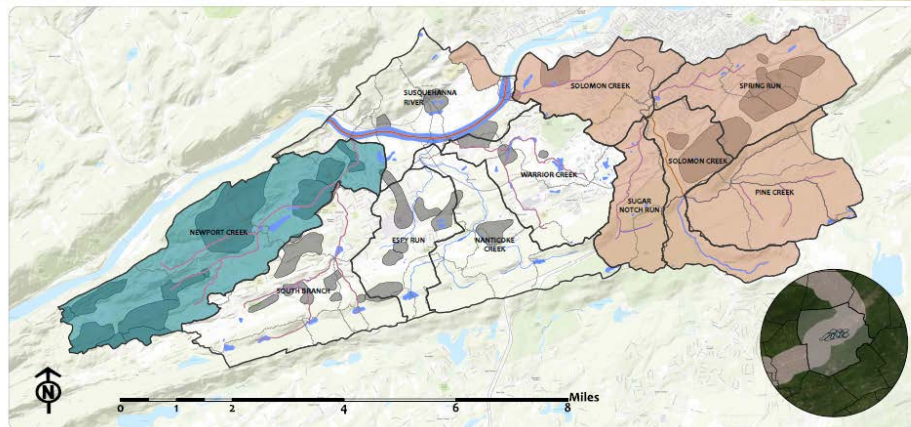 SUSQUEHANNA
RIVER
SOLOMON CREEK
SPRING RUN
SOLOMON CREEK
WARRIOR CREEK
PINE CREEK
SUGAR
NOTCH RUN
NEWPORT CREEK
ESPY RUN
NANTICOKE
CREEK
SOUTH BRANCH
N
0 1 2 4 6 8 Miles